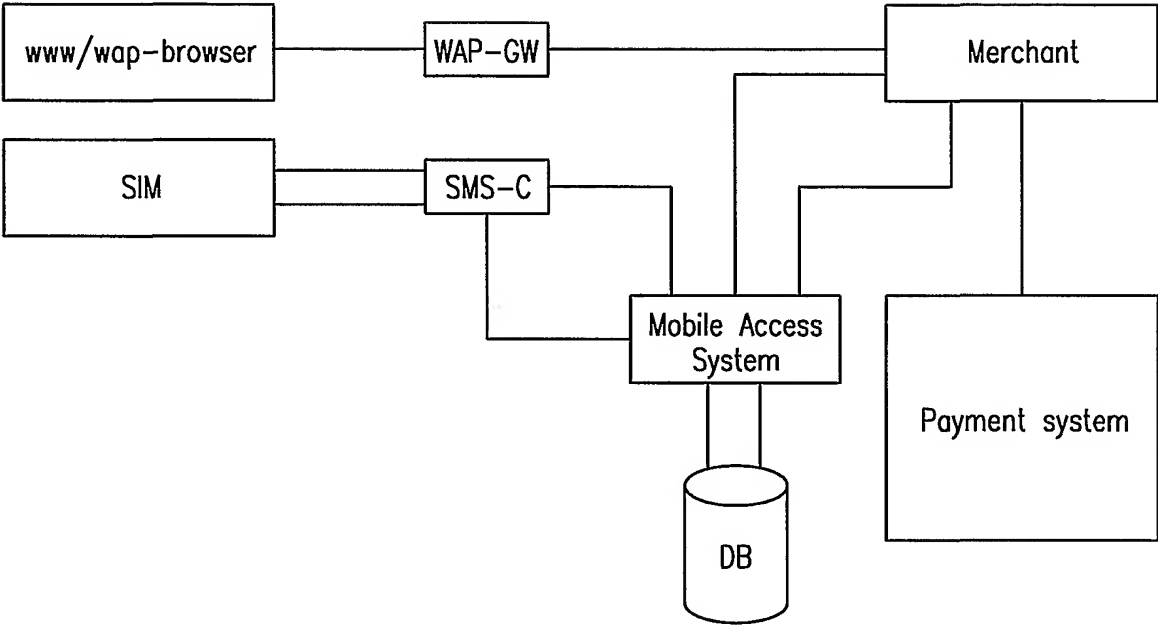 www/wap-browser
WAP-GW
Merchant
SIM
SMS-C
Mobile Access
System
Payment system
DB